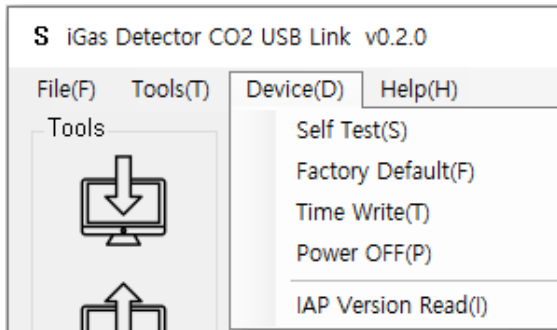 S iGas Detector CO2 USB Link v0.2.0
File(F) Tools(T) Device(D) Help(H)
Tools
Self Test(S)
Factory Default(F)
Time Write(T)
Power OFF(P)
IAP Version Read(I)